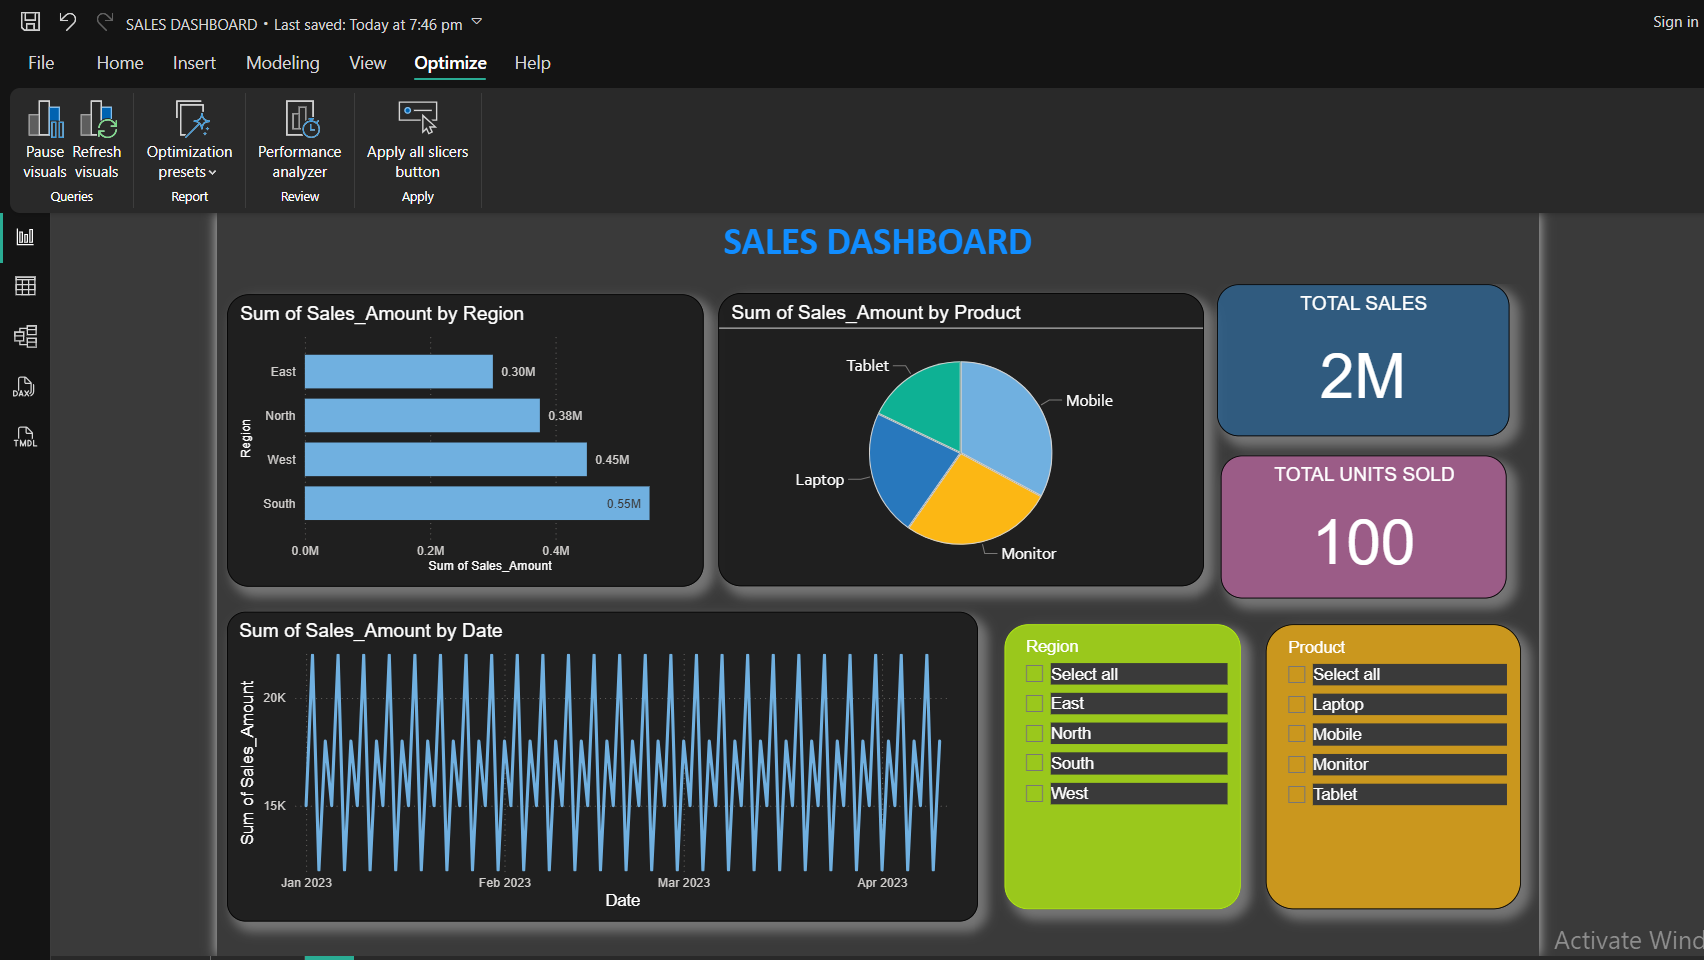 SALES DASHBOARD • Last saved: Today at 7:46 pm
Sign in
File Home Insert Modeling View Optimize Help
Pause visuals
Refresh visuals
Queries
Optimization presets
Report
Performance analyzer
Review
Apply all slicers button
Apply
DAX
TMDL
SALES DASHBOARD
Sum of Sales_Amount by Region
Region
East 0.30M
North 0.38M
West 0.45M
South 0.55M
0.0M 0.2M 0.4M
Sum of Sales_Amount
Sum of Sales_Amount by Product
Tablet
Mobile
Laptop
Monitor
TOTAL SALES
2M
TOTAL UNITS SOLD
100
Sum of Sales_Amount by Date
Sum of Sales_Amount
20K
15K
Jan 2023 Feb 2023 Mar 2023 Apr 2023
Date
Region
Select all
East
North
South
West
Product
Select all
Laptop
Mobile
Monitor
Tablet
Activate Wind